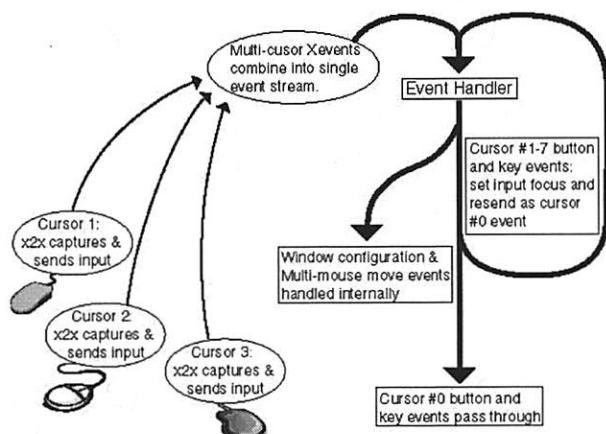 Multi-cusor Xevents
combine into single
event stream.
Event Handler
Cursor #1-7 button
and key events:
set input focus and
resend as cursor
#0 event
Cursor 1:
x2x captures &
sends input
Window configuration &
Multi-mouse move events
handled internally
Cursor 2:
x2x captures &
sends input
Cursor 3:
x2x captures &
sends input
Cursor #0 button and
key events pass through